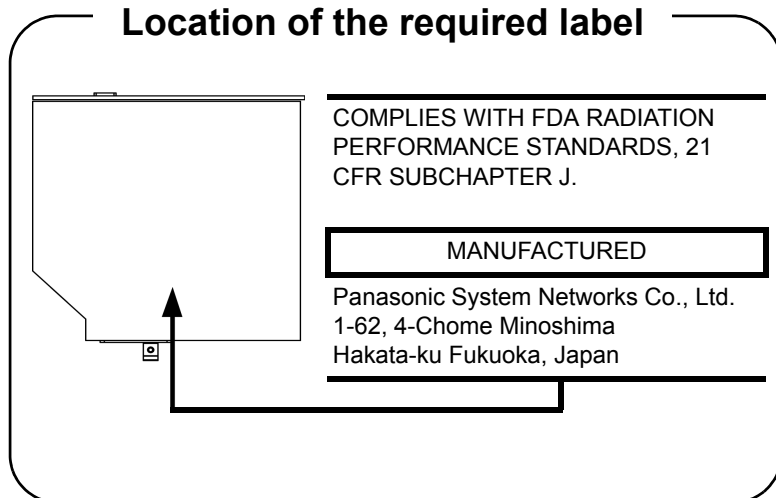 Location of the required label
COMPLIES WITH FDA RADIATION
PERFORMANCE STANDARDS, 21
CFR SUBCHAPTER J.
MANUFACTURED
Panasonic System Networks Co., Ltd.
1-62, 4-Chome Minoshima
Hakata-ku Fukuoka, Japan